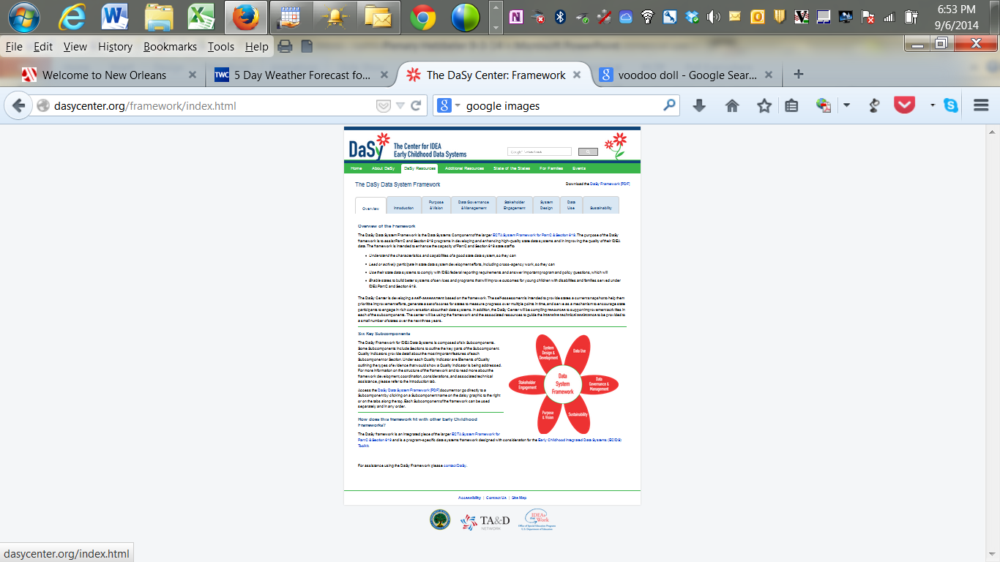 6:53 PM
9/6/2014
File Edit View History Bookmarks Tools Help
Welcome to New Orleans
TWC 5 Day Weather Forecast fo...
The DaSy Center: Framework
voodoo doll - Google Sear...
dasycenter.org/framework/index.html
google images
DaSy The Center for IDEA
Early Childhood Data Systems
Home About DaSy DaSy Resources Additional Resources State of the States For Families Events
The DaSy Data System Framework
Download the DaSy Framework [PDF]
Overview
Introduction
Purpose
& Vision
Data Governance
& Management
Stakeholder
Engagement
System
Design
Data
Use
Sustainability
Overview of the Framework
The DaSy Data System Framework is the Data Systems Component of the larger ECTA System Framework for Part C & Section 619. The purpose of the DaSy
framework is to assist Part C and Section 619 programs in developing and enhancing high-quality state data systems and in improving the quality of their IDEA
data. The framework is intended to enhance the capacity of Part C and Section 619 state staff to
• Understand the characteristics and capabilities of a good state data system, so they can
• Lead or actively participate in state data system development efforts, including cross-agency work, so they can
• Use their state data systems to comply with IDEA federal reporting requirements and answer important program and policy questions, which will
• Enable states to build better systems of services and programs that will improve outcomes for young children with disabilities and families served under
IDEA Part C and Section 619.
The DaSy Center is developing a self-assessment based on the framework. The self-assessment is intended to provide states a current snapshot to help them
prioritize improvement efforts, generate a set of scores for states to measure progress over multiple points in time, and serve as a mechanism to encourage state
participants to engage in rich conversation about their data systems. In addition, the DaSy Center will be compiling resources to support improvement activities in
each of the subcomponents. The center will be using the framework and the associated resources to guide the intensive technical assistance to be provided to
a small number of states over the next three years.
Six Key Subcomponents
The DaSy Framework for IDEA Data Systems is composed of six Subcomponents.
Some Subcomponents include Sections to outline the key parts of the Subcomponent.
Quality Indicators provide detail about the most important features of each
Subcomponent or Section. Under each Quality Indicator are Elements of Quality
outlining the types of evidence that would show a Quality Indicator is being addressed.
For more information on the structure of the framework and to read more about the
framework development, coordination, considerations, and associated technical
assistance, please refer to the Introduction tab.
Access the DaSy Data System Framework [PDF] document or go directly to a
Subcomponent by clicking on a Subcomponent name on the daisy graphic to the right
or on the tabs along the top. Each Subcomponent of the framework can be used
separately and in any order.
System
Design &
Development
Data Use
Stakeholder
Engagement
Data
System
Framework
Data
Governance &
Management
Purpose
& Vision
Sustainability
How does this framework fit with other Early Childhood
Frameworks?
The DaSy framework is an integrated piece of the larger ECTA System Framework for
Part C & Section 619 and is a program-specific data systems framework designed with consideration for the Early Childhood Integrated Data Systems (ECIDS)
Toolkit
For assistance using the DaSy Framework please contact DaSy.
Accessibility | Contact Us | Site Map
TA&D
NETWORK
IDEAs
that
Work
Office of Special Education Programs
U.S. Department of Education
dasycenter.org/index.html